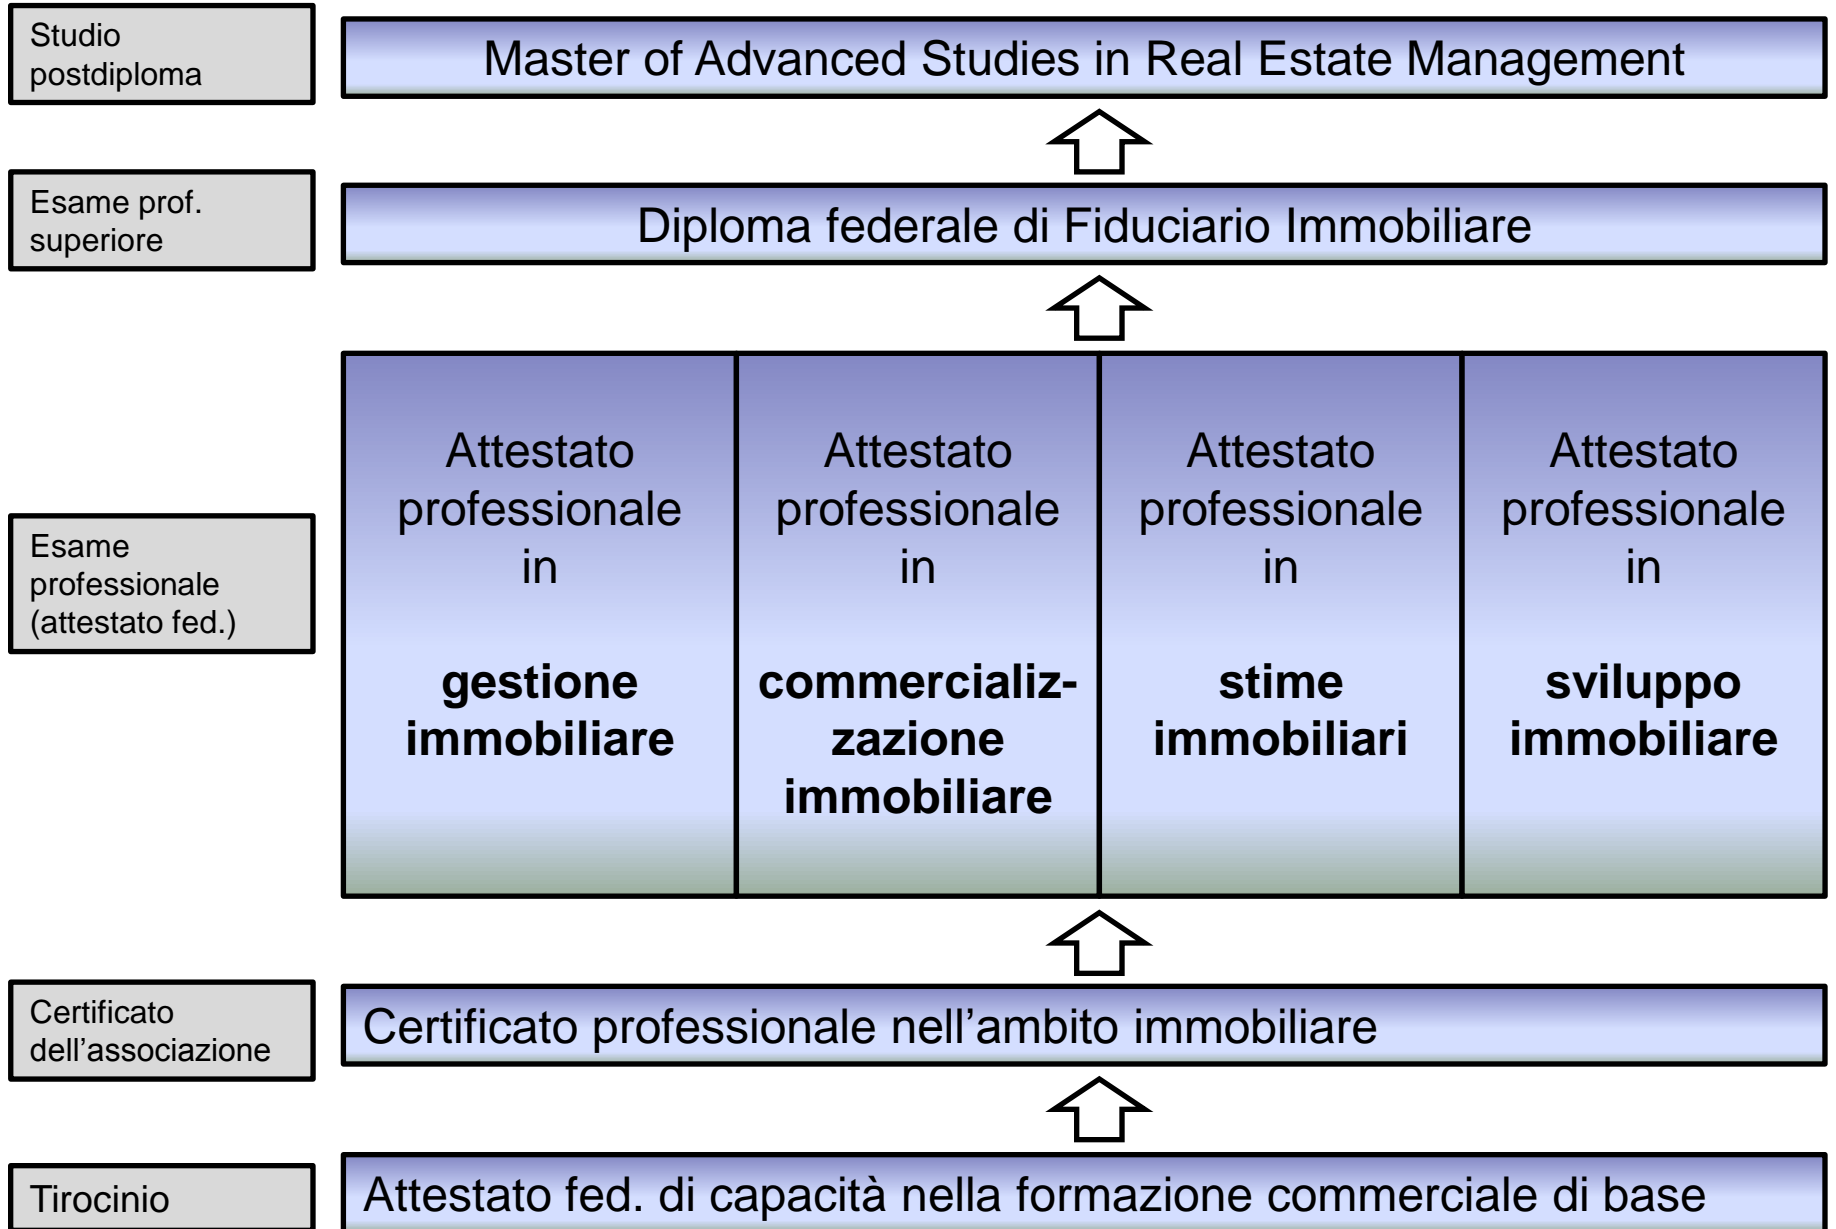 Studio
postdiploma
Master of Advanced Studies in Real Estate Management
Esame prof.
superiore
Diploma federale di Fiduciario Immobiliare
Esame
professionale
(attestato fed.)
Attestato
professionale
in
gestione
immobiliare
Attestato
professionale
in
commercializ-
zazione
immobiliare
Attestato
professionale
in
stime
immobiliari
Attestato
professionale
in
sviluppo
immobiliare
Certificato
dell’associazione
Certificato professionale nell’ambito immobiliare
Tirocinio
Attestato fed. di capacità nella formazione commerciale di base